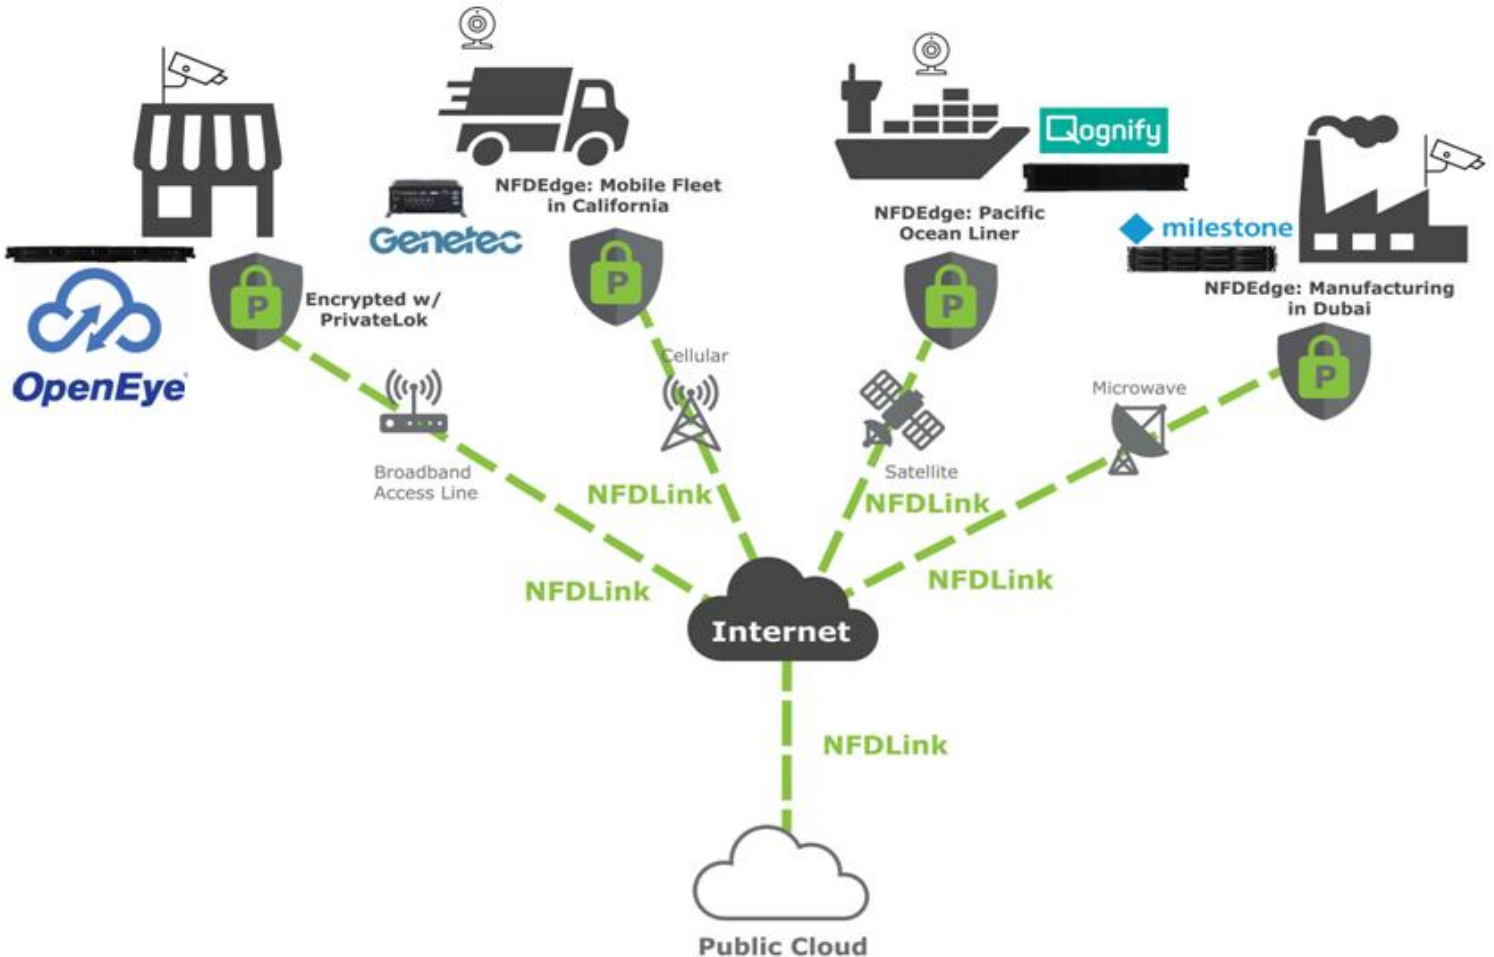 Qognify
NFDEdge: Mobile Fleet
in California
Genetec
NFDEdge: Pacific
Ocean Liner
milestone
NFDEdge: Manufacturing
in Dubai
OpenEye
P
Encrypted w/
PrivateLok
P
P
P
Cellular
Microwave
Broadband
Access Line
Satellite
NFDLink
NFDLink
NFDLink
NFDLink
Internet
NFDLink
Public Cloud